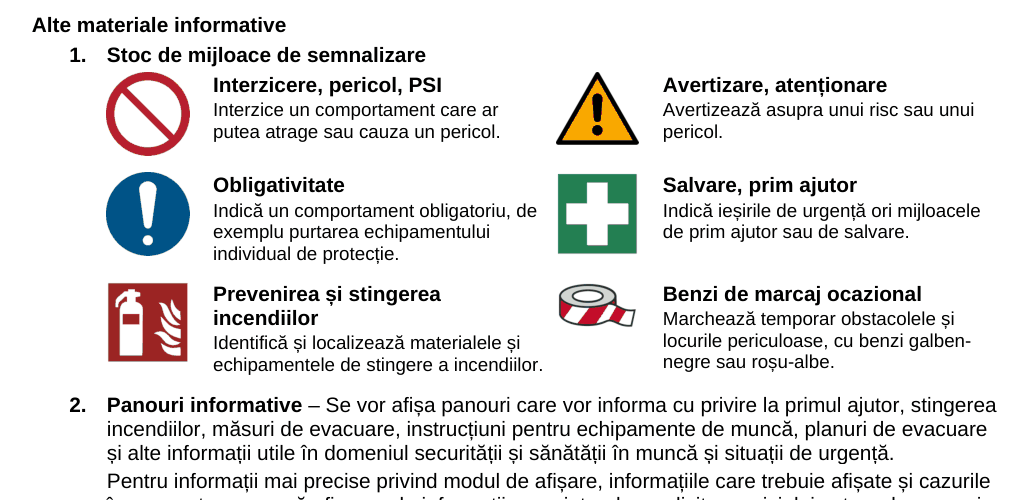 Alte materiale informative
1. Stoc de mijloace de semnalizare
Interzicere, pericol, PSI
Interzice un comportament care ar
putea atrage sau cauza un pericol.
Avertizare, atenționare
Avertizează asupra unui risc sau unui
pericol.
Obligativitate
Indică un comportament obligatoriu, de
exemplu purtarea echipamentului
individual de protecție.
Salvare, prim ajutor
Indică ieșirile de urgență ori mijloacele
de prim ajutor sau de salvare.
Prevenirea și stingerea
incendiilor
Identifică și localizează materialele și
echipamentele de stingere a incendiilor.
Benzi de marcaj ocazional
Marchează temporar obstacolele și
locurile periculoase, cu benzi galben-
negre sau roșu-albe.
2. Panouri informative – Se vor afișa panouri care vor informa cu privire la primul ajutor, stingerea
incendiilor, măsuri de evacuare, instrucțiuni pentru echipamente de muncă, planuri de evacuare
și alte informații utile în domeniul securității și sănătății în muncă și situații de urgență.
Pentru informații mai precise privind modul de afișare, informațiile care trebuie afișate și cazurile